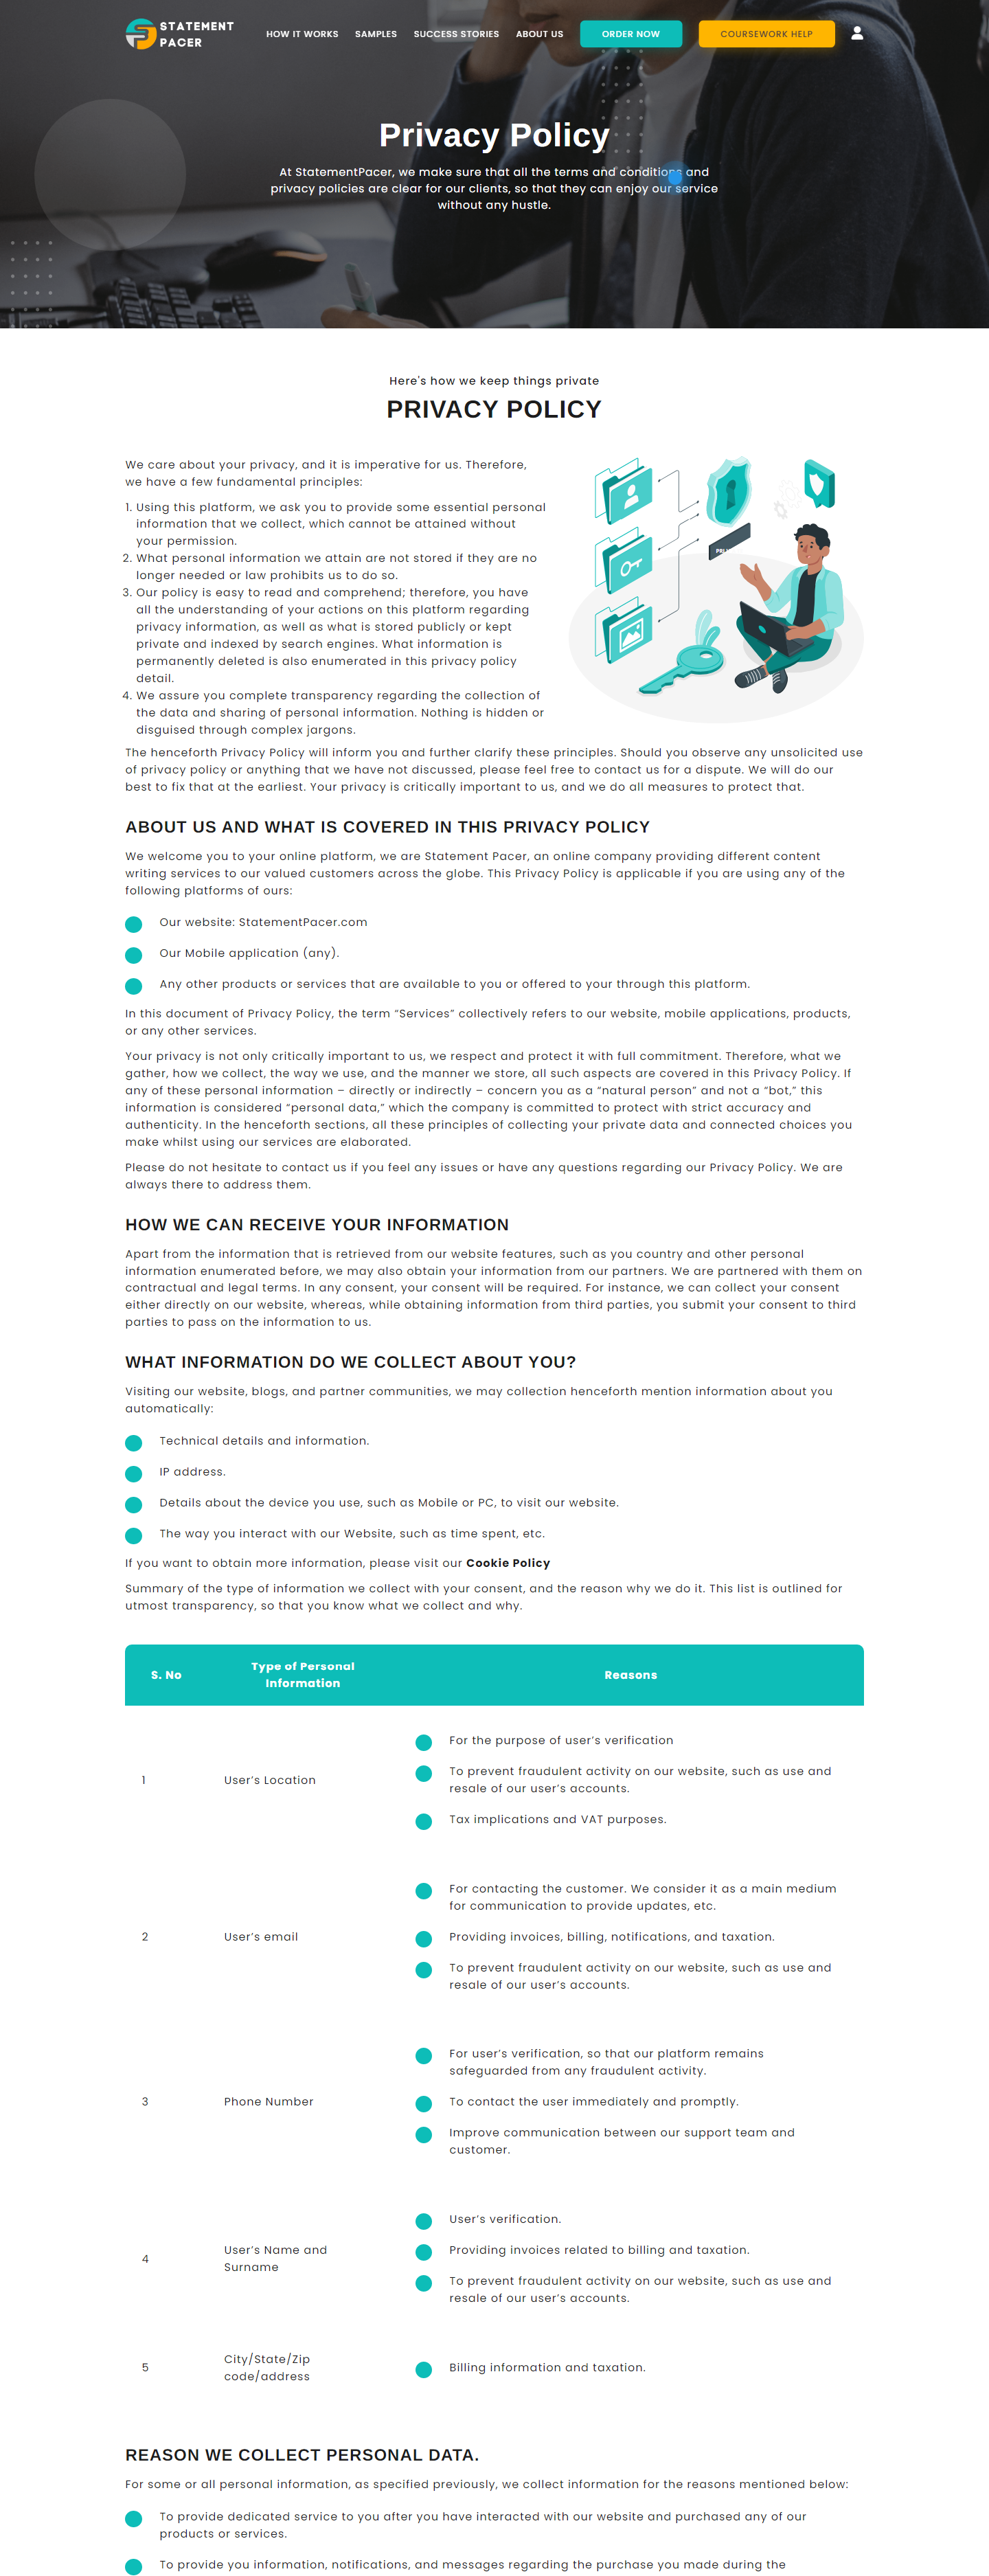 STATEMENT
PACER
HOW IT WORKS
SAMPLES
SUCCESS STORIES
ABOUT US
ORDER NOW
COURSEWORK HELP
Privacy Policy
At StatementPacer, we make sure that all the terms and conditions and
privacy policies are clear for our clients, so that they can enjoy our service
without any hustle.
Here's how we keep things private
PRIVACY POLICY
We care about your privacy, and it is imperative for us. Therefore,
we have a few fundamental principles:
1. Using this platform, we ask you to provide some essential personal
information that we collect, which cannot be attained without
your permission.
2. What personal information we attain are not stored if they are no
longer needed or law prohibits us to do so.
3. Our policy is easy to read and comprehend; therefore, you have
all the understanding of your actions on this platform regarding
privacy information, as well as what is stored publicly or kept
private and indexed by search engines. What information is
permanently deleted is also enumerated in this privacy policy
detail.
4. We assure you complete transparency regarding the collection of
the data and sharing of personal information. Nothing is hidden or
disguised through complex jargons.
The henceforth Privacy Policy will inform you and further clarify these principles. Should you observe any unsolicited use
of privacy policy or anything that we have not discussed, please feel free to contact us for a dispute. We will do our
best to fix that at the earliest. Your privacy is critically important to us, and we do all measures to protect that.
ABOUT US AND WHAT IS COVERED IN THIS PRIVACY POLICY
We welcome you to your online platform, we are Statement Pacer, an online company providing different content
writing services to our valued customers across the globe. This Privacy Policy is applicable if you are using any of the
following platforms of ours:
Our website: StatementPacer.com
Our Mobile application (any).
Any other products or services that are available to you or offered to your through this platform.
In this document of Privacy Policy, the term “Services” collectively refers to our website, mobile applications, products,
or any other services.
Your privacy is not only critically important to us, we respect and protect it with full commitment. Therefore, what we
gather, how we collect, the way we use, and the manner we store, all such aspects are covered in this Privacy Policy. If
any of these personal information – directly or indirectly – concern you as a “natural person” and not a “bot,” this
information is considered “personal data,” which the company is committed to protect with strict accuracy and
authenticity. In the henceforth sections, all these principles of collecting your private data and connected choices you
make whilst using our services are elaborated.
Please do not hesitate to contact us if you feel any issues or have any questions regarding our Privacy Policy. We are
always there to address them.
HOW WE CAN RECEIVE YOUR INFORMATION
Apart from the information that is retrieved from our website features, such as you country and other personal
information enumerated before, we may also obtain your information from our partners. We are partnered with them on
contractual and legal terms. In any consent, your consent will be required. For instance, we can collect your consent
either directly on our website, whereas, while obtaining information from third parties, you submit your consent to third
parties to pass on the information to us.
WHAT INFORMATION DO WE COLLECT ABOUT YOU?
Visiting our website, blogs, and partner communities, we may collection henceforth mention information about you
automatically:
Technical details and information.
IP address.
Details about the device you use, such as Mobile or PC, to visit our website.
The way you interact with our Website, such as time spent, etc.
If you want to obtain more information, please visit our Cookie Policy
Summary of the type of information we collect with your consent, and the reason why we do it. This list is outlined for
utmost transparency, so that you know what we collect and why.
S. No
Type of Personal
Information
Reasons
1
User’s Location
For the purpose of user’s verification
To prevent fraudulent activity on our website, such as use and
resale of our user’s accounts.
Tax implications and VAT purposes.
2
User’s email
For contacting the customer. We consider it as a main medium
for communication to provide updates, etc.
Providing invoices, billing, notifications, and taxation.
To prevent fraudulent activity on our website, such as use and
resale of our user’s accounts.
3
Phone Number
For user’s verification, so that our platform remains
safeguarded from any fraudulent activity.
To contact the user immediately and promptly.
Improve communication between our support team and
customer.
4
User’s Name and
Surname
User’s verification.
Providing invoices related to billing and taxation.
To prevent fraudulent activity on our website, such as use and
resale of our user’s accounts.
5
City/State/Zip
code/address
Billing information and taxation.
REASON WE COLLECT PERSONAL DATA.
For some or all personal information, as specified previously, we collect information for the reasons mentioned below:
To provide dedicated service to you after you have interacted with our website and purchased any of our
products or services.
To provide you information, notifications, and messages regarding the purchase you made during the